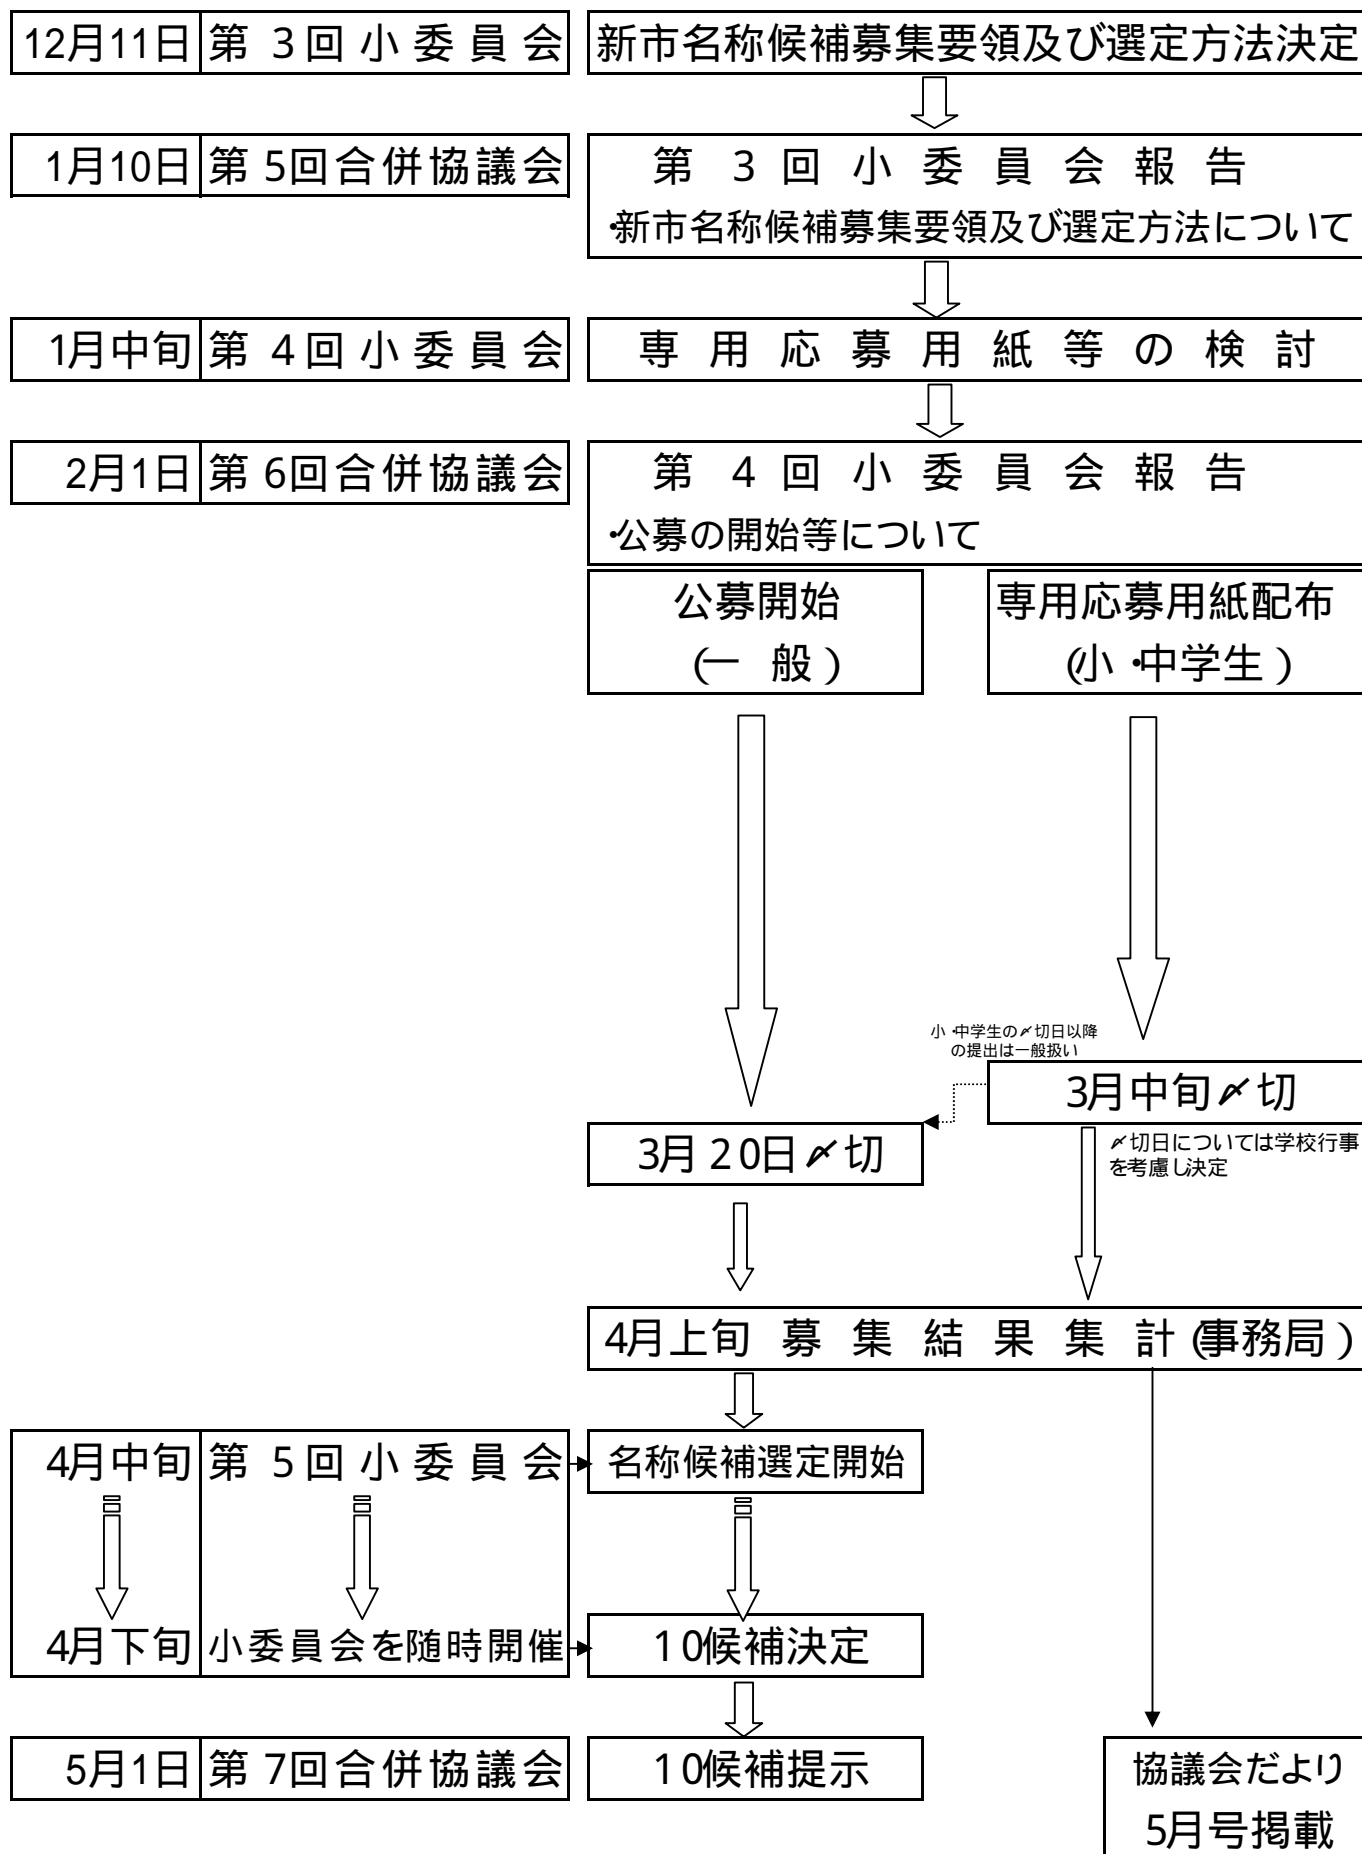 12月11日 第3回小委員会 新市名称候補募集要領及び選定方法決定
1月10日 第5回合併協議会 第3回小委員会報告
・新市名称候補募集要領及び選定方法について
1月中旬 第4回小委員会 専用応募用紙等の検討
2月1日 第6回合併協議会 第4回小委員会報告
・公募の開始等について
公募開始 専用応募用紙配布
(一般) (小・中学生)
小・中学生の〆切日以降
の提出は一般扱い
3月中旬〆切
3月20日〆切
〆切日については学校行事
を考慮し決定
4月上旬 募集結果集計(事務局)
4月中旬 第5回小委員会 名称候補選定開始
4月下旬 小委員会を随時開催 10候補決定
5月1日 第7回合併協議会 10候補提示 協議会だより
5月号掲載